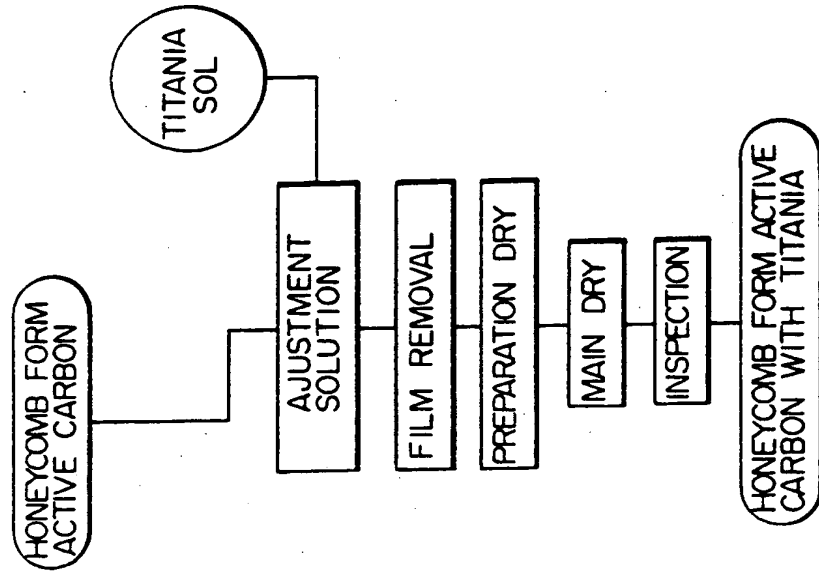 HONEYCOMB FORM
ACTIVE CARBON
TITANIA
SOL
AJUSTMENT
SOLUTION
FILM REMOVAL
PREPARATION DRY
MAIN DRY
INSPECTION
HONEYCOMB FORM ACTIVE
CARBON WITH TITANIA